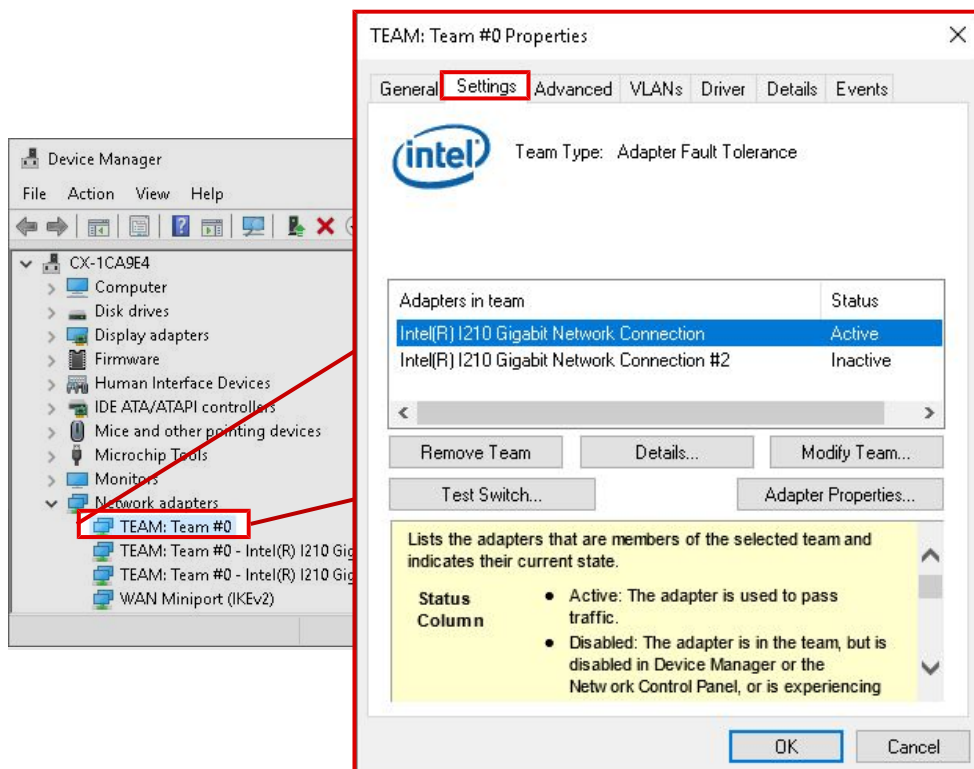 TEAM: Team #0 Properties
General Settings Advanced VLANs Driver Details Events
intel Team Type: Adapter Fault Tolerance
Device Manager
File Action View Help
CX-1CA9E4
Computer
Disk drives
Display adapters
Firmware
Human Interface Devices
IDE ATA/ATAPI controllers
Mice and other pointing devices
Microchip Tools
Monitors
Network adapters
TEAM: Team #0
TEAM: Team #0 - Intel(R) I210 Gig
TEAM: Team #0 - Intel(R) I210 Gig
WAN Miniport (IKEv2)
Adapters in team Status
Intel(R) I210 Gigabit Network Connection Active
Intel(R) I210 Gigabit Network Connection #2 Inactive
Remove Team Details... Modify Team...
Test Switch... Adapter Properties...
Lists the adapters that are members of the selected team and
indicates their current state.
Status ● Active: The adapter is used to pass
Column traffic.
● Disabled: The adapter is in the team, but is
disabled in Device Manager or the
Network Control Panel, or is experiencing
OK Cancel